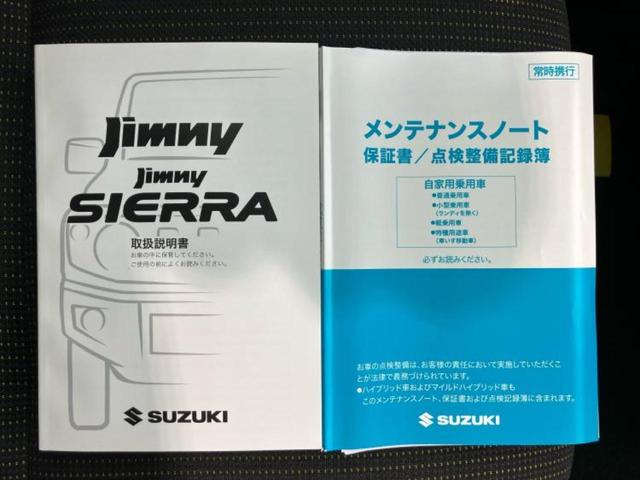 Jimny
Jimny
SIERRA
取扱説明書
お車の中に保管してください。
ご使用の前によくお読みください。
SUZUKI
常時携行
メンテナンスノート
保証書／点検整備記録簿
自家用乗用車
●普通乗用車
●小型乗用車
(ランディを除く)
●軽乗用車
●特種用途車
(車いす移動車)
必ずお読みください。
お車の点検整備は、お客様の責任において実施していただくこ
とが法律で義務づけられています。
●ハイブリッド車およびマイルドハイブリッド車も
このメンテナンスノート、保証書および点検記録簿に含まれます。
SUZUKI